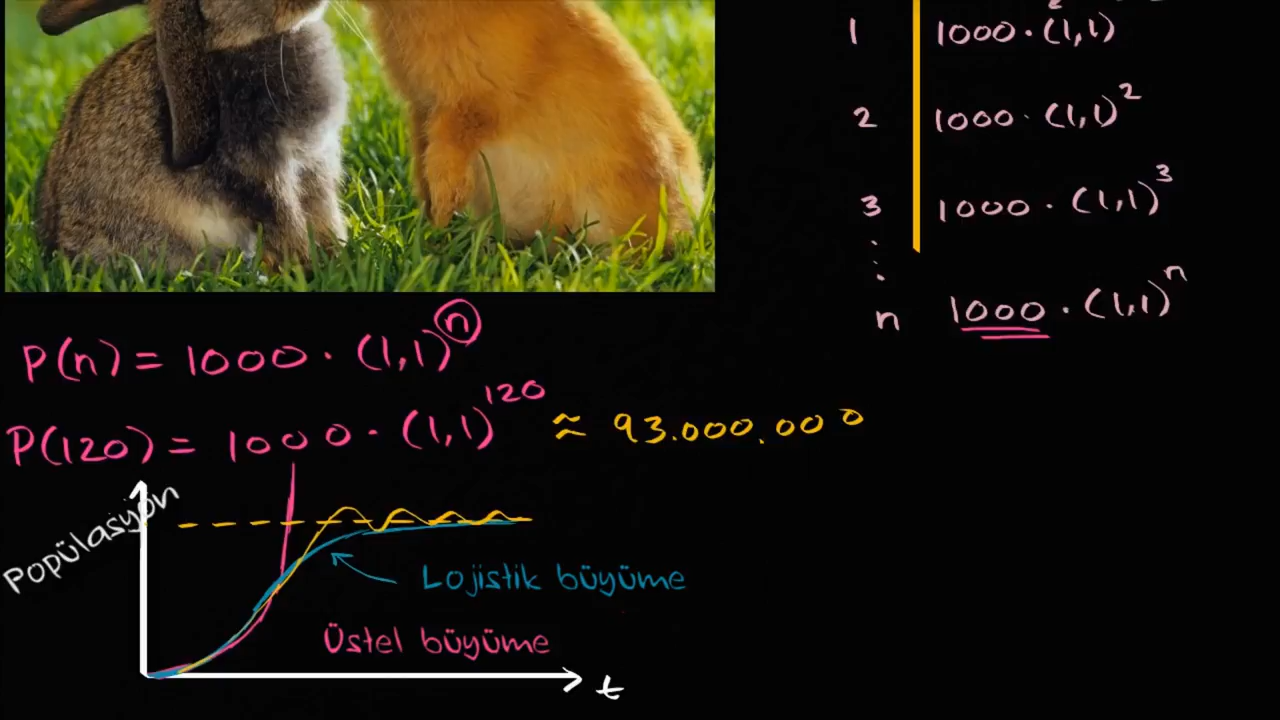 1 1000 · (1,1)
2 1000 · (1,1)²
3 1000 · (1,1)³
n 1000 · (1,1)ⁿ
P(n) = 1000 · (1,1)ⁿ
P(120) = 1000 · (1,1)¹²⁰ ≈ 93.000.000
Popülasyon
Lojistik büyüme
Üstel büyüme
t